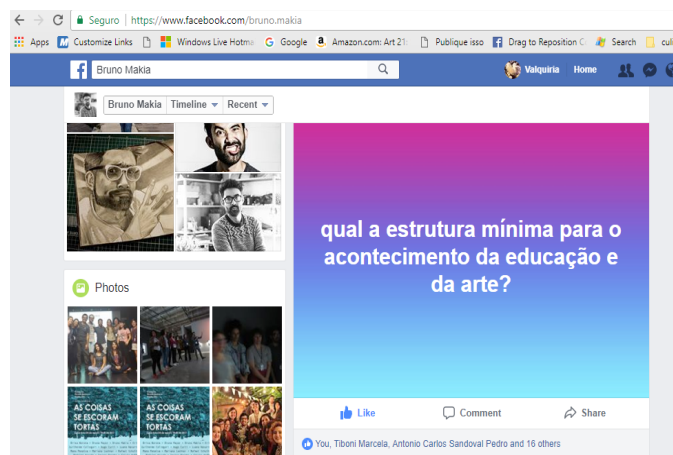 Seguro | https://www.facebook.com/bruno.makia
Apps Customize Links Windows Live Hotma Google Amazon.com: Art 21 Publique isso Drag to Reposition C Search cul
Bruno Makia
Valquiria Home
Bruno Makia Timeline Recent
qual a estrutura mínima para o
acontecimento da educação e
da arte?
Photos
AS COISAS
SE ESCORAM
TORTAS
AS COISAS
SE ESCORAM
TORTAS
Like Comment Share
You, Tiboni Marcela, Antonio Carlos Sandoval Pedro and 16 others